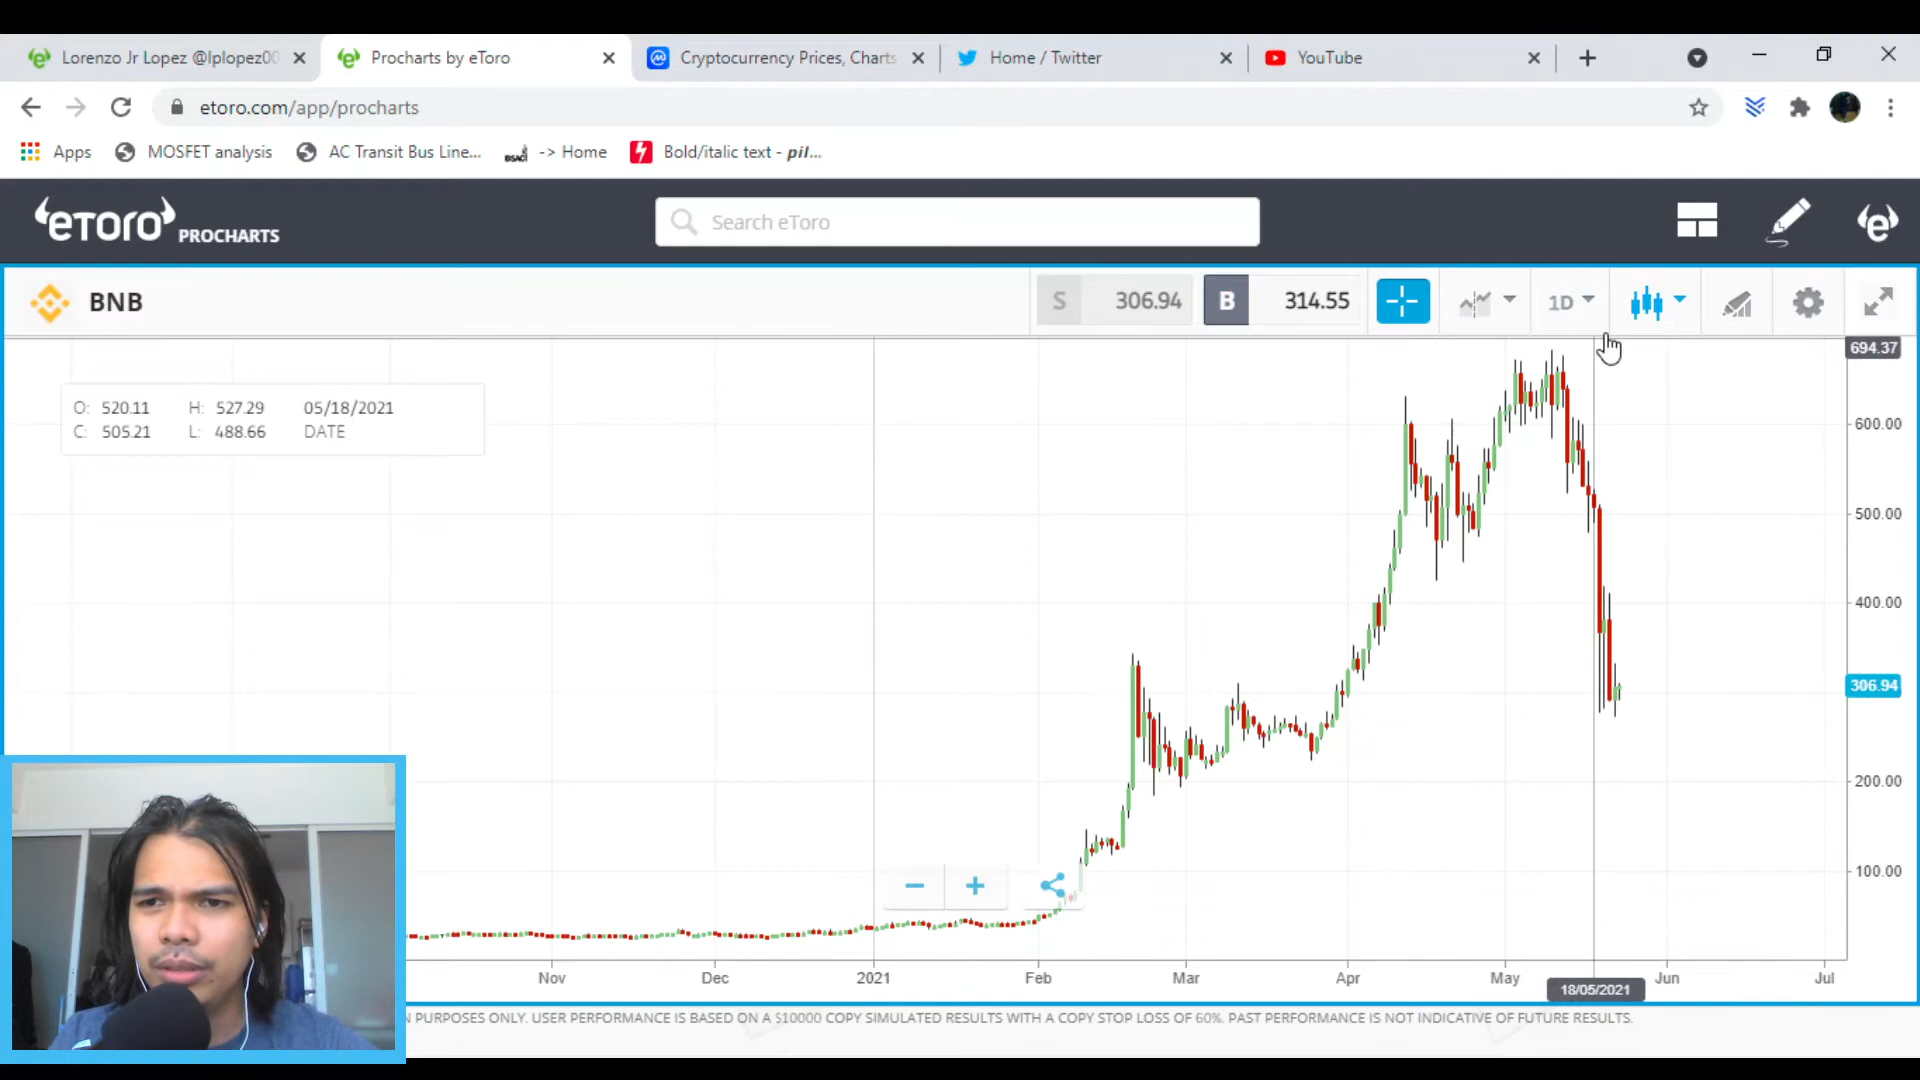 Lorenzo Jr Lopez @lplopez00
Procharts by eToro
Cryptocurrency Prices, Charts
Home / Twitter
YouTube
etoro.com/app/procharts
Apps
MOSFET analysis
AC Transit Bus Line...
BSAC -> Home
Bold/italic text - pil...
eToro PROCHARTS
Search eToro
BNB
S 306.94
B 314.55
1D
694.37
O: 520.11 H: 527.29 05/18/2021
C: 505.21 L: 488.66 DATE
600.00
500.00
400.00
306.94
200.00
100.00
Nov Dec 2021 Feb Mar Apr May 18/05/2021 Jun Jul
N PURPOSES ONLY. USER PERFORMANCE IS BASED ON A $10000 COPY SIMULATED RESULTS WITH A COPY STOP LOSS OF 60%. PAST PERFORMANCE IS NOT INDICATIVE OF FUTURE RESULTS.